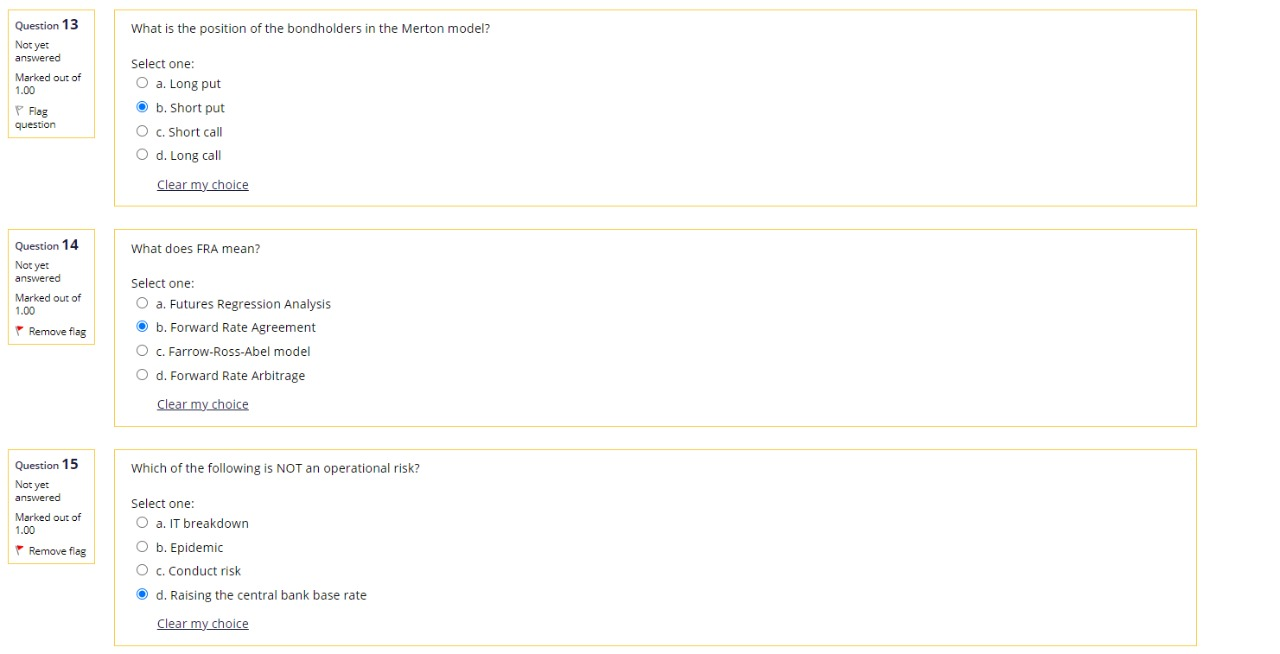 Question 13
Not yet
answered
Marked out of
1.00
Flag
question
What is the position of the bondholders in the Merton model?
Select one:
a. Long put
b. Short put
c. Short call
d. Long call
Clear my choice
Question 14
Not yet
answered
Marked out of
1.00
Remove flag
What does FRA mean?
Select one:
a. Futures Regression Analysis
b. Forward Rate Agreement
c. Farrow-Ross-Abel model
d. Forward Rate Arbitrage
Clear my choice
Question 15
Not yet
answered
Marked out of
1.00
Remove flag
Which of the following is NOT an operational risk?
Select one:
a. IT breakdown
b. Epidemic
c. Conduct risk
d. Raising the central bank base rate
Clear my choice